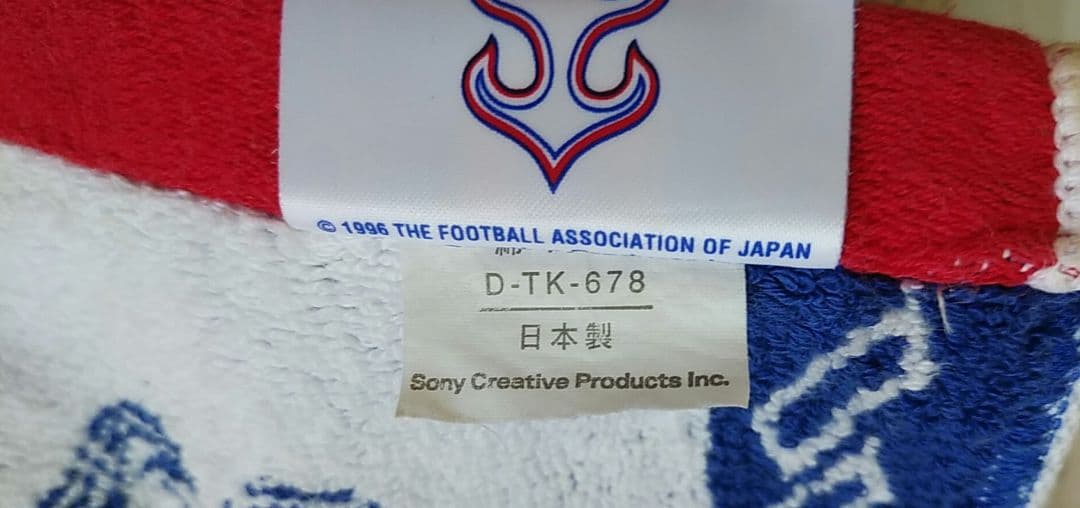 © 1996 THE FOOTBALL ASSOCIATION OF JAPAN
D-TK-678
日本製
Sony Creative Products Inc.